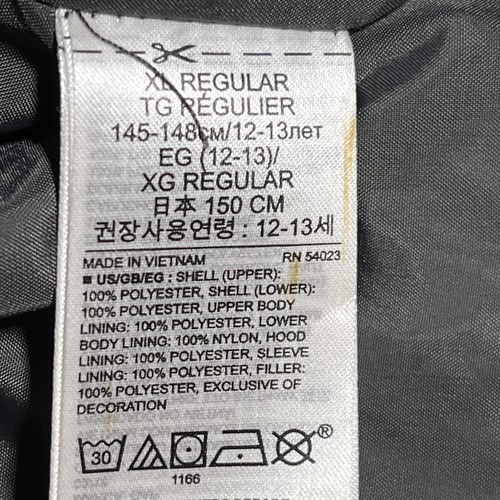 XL REGULAR
TG RÉGULIER
145-148см/12-13лет
EG (12-13)/
XG REGULAR
日本 150 CM
권장사용연령 : 12-13세
MADE IN VIETNAM RN 54023
■ US/GB/EG : SHELL (UPPER):
100% POLYESTER, SHELL (LOWER):
100% POLYESTER, UPPER BODY
LINING: 100% POLYESTER, LOWER
BODY LINING: 100% NYLON, HOOD
LINING: 100% POLYESTER, SLEEVE
LINING: 100% POLYESTER, FILLER:
100% POLYESTER, EXCLUSIVE OF
DECORATION
30 ®
1166